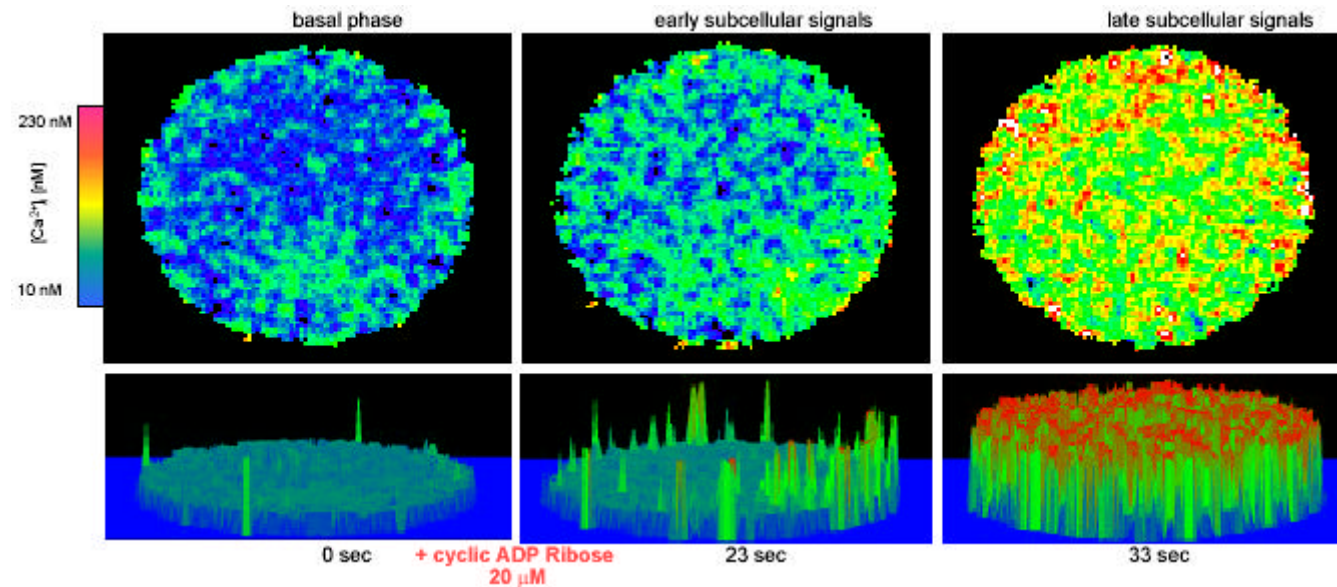 basal phase
early subcellular signals
late subcellular signals
230 nM
[Ca²⁺]ᵢ [nM]
10 nM
0 sec
+ cyclic ADP Ribose
20 µM
23 sec
33 sec